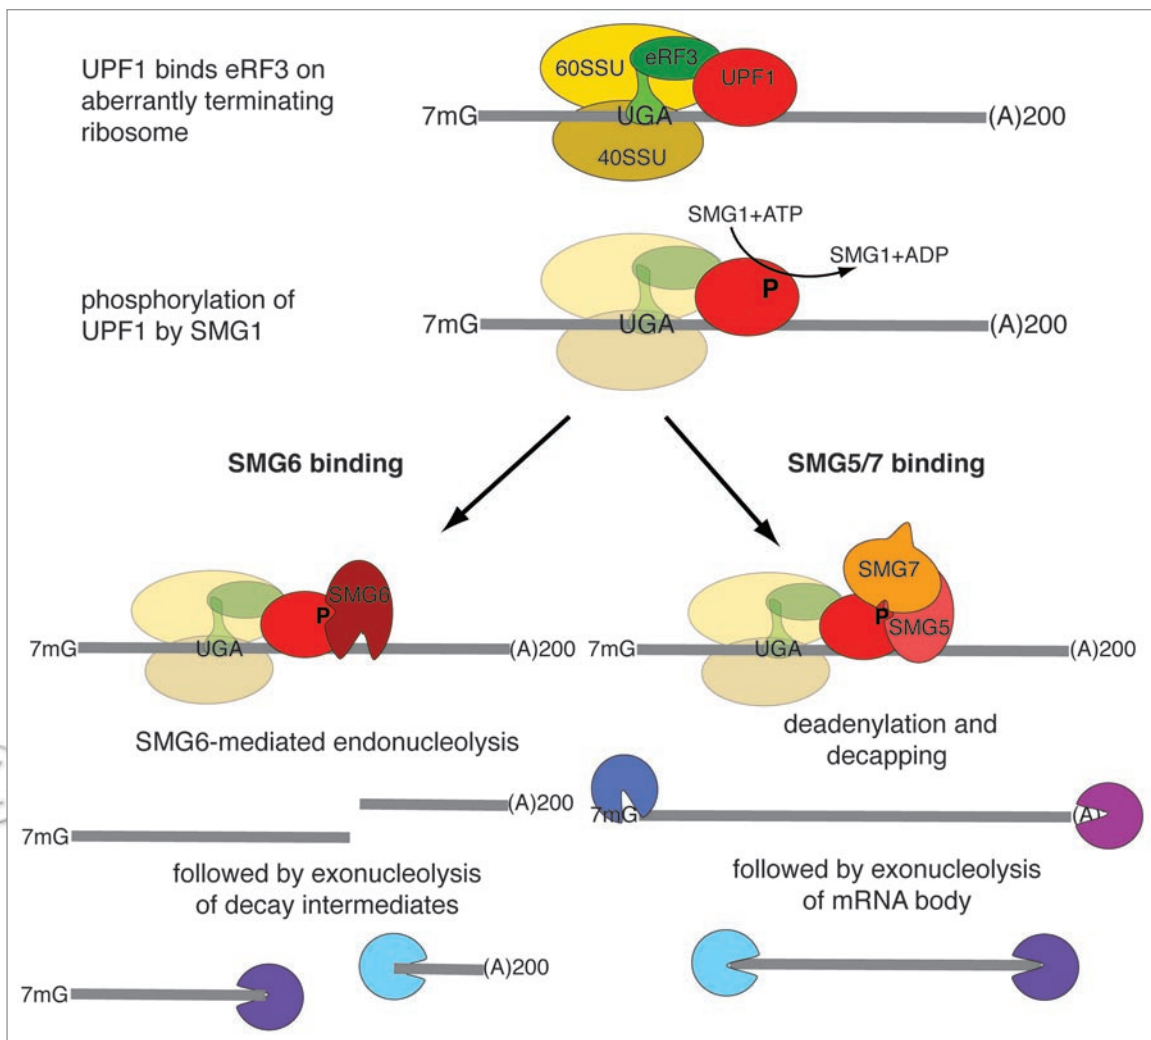 UPF1 binds eRF3 on
aberrantly terminating
ribosome
60SSU
eRF3
UPF1
7mG
UGA
(A)200
40SSU
SMG1+ATP
SMG1+ADP
phosphorylation of
UPF1 by SMG1
P
7mG
UGA
(A)200
SMG6 binding
SMG5/7 binding
SMG6
P
7mG
UGA
(A)200
SMG7
P
SMG5
7mG
UGA
(A)200
SMG6-mediated endonucleolysis
deadenylation and
decapping
(A)200
7mG
7mG
(A)
followed by exonucleolysis
of decay intermediates
followed by exonucleolysis
of mRNA body
(A)200
7mG